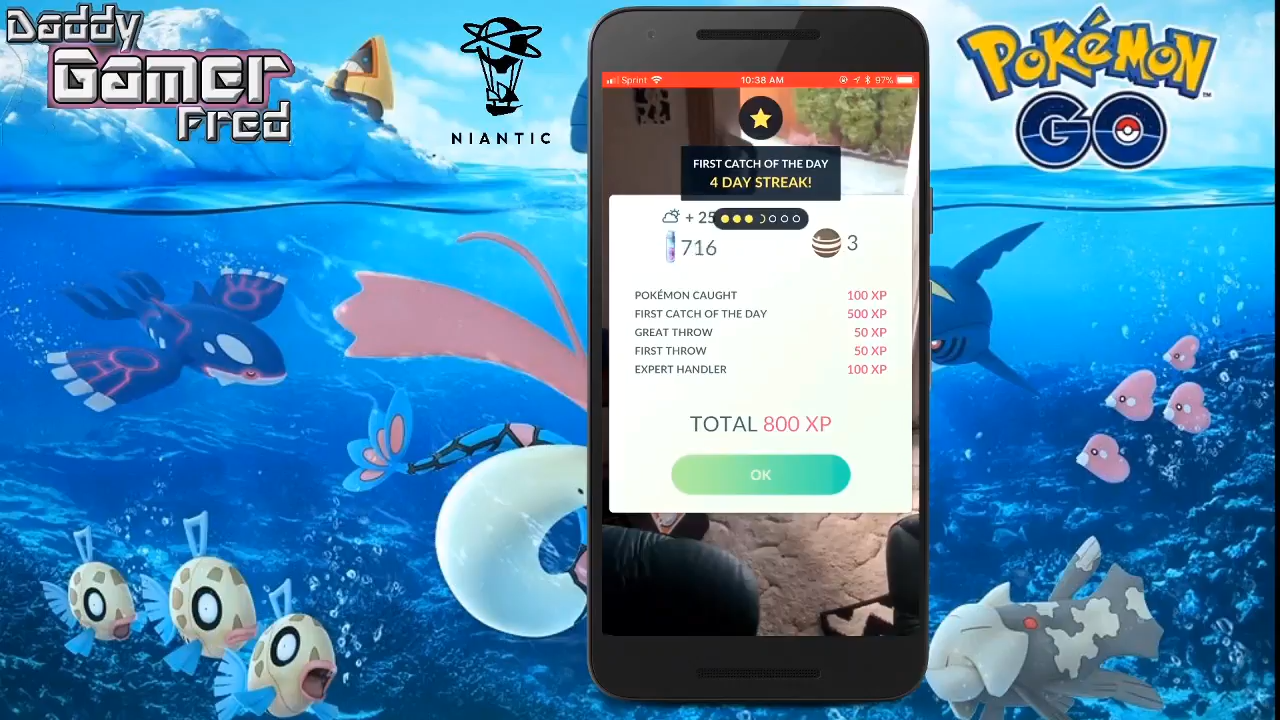 Daddy
Gamer
Fred
NIANTIC
POKéMON
GO
TM
Sprint
10:38 AM
97%
FIRST CATCH OF THE DAY
4 DAY STREAK!
+ 25
716
3
POKÉMON CAUGHT 100 XP
FIRST CATCH OF THE DAY 500 XP
GREAT THROW 50 XP
FIRST THROW 50 XP
EXPERT HANDLER 100 XP
TOTAL 800 XP
OK